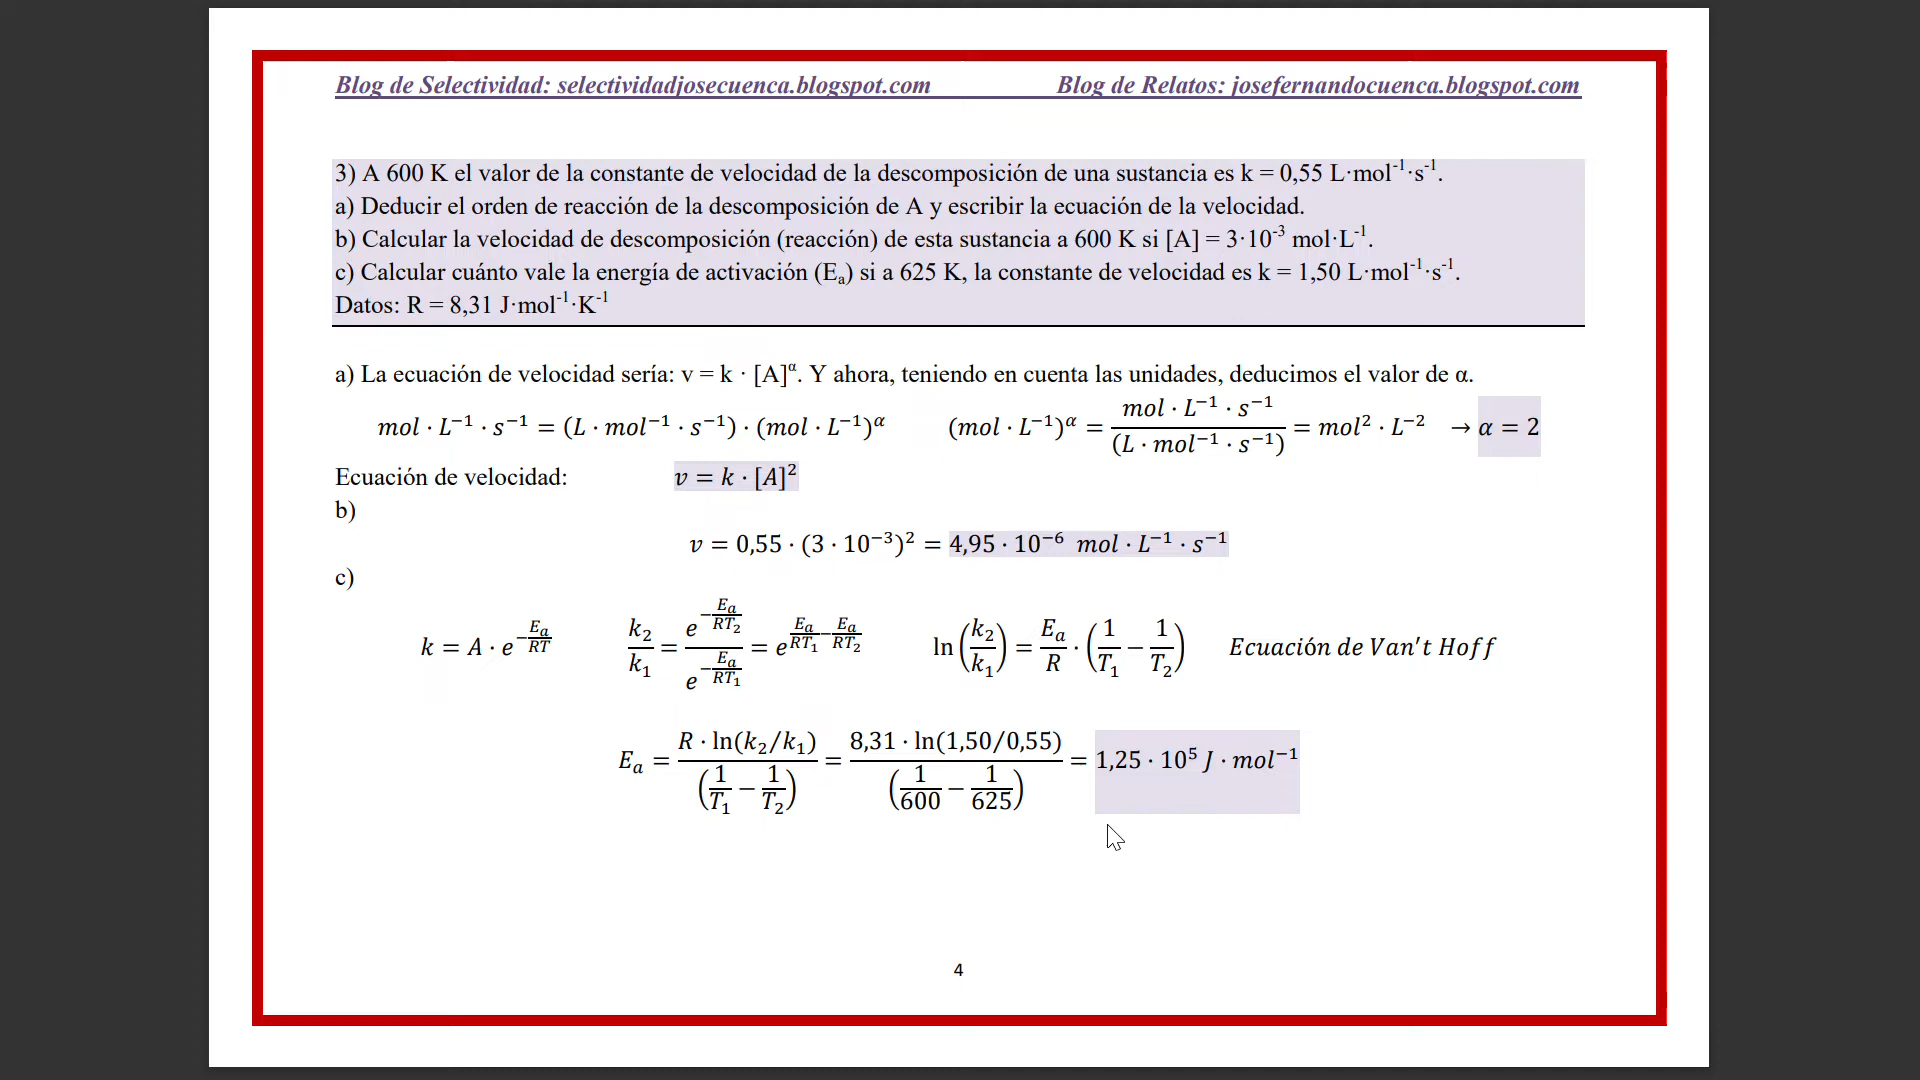 Blog de Selectividad: selectividadjosecuenca.blogspot.com Blog de Relatos: josefernandocuenca.blogspot.com
3) A 600 K el valor de la constante de velocidad de la descomposición de una sustancia es k = 0,55 L·mol⁻¹·s⁻¹.
a) Deducir el orden de reacción de la descomposición de A y escribir la ecuación de la velocidad.
b) Calcular la velocidad de descomposición (reacción) de esta sustancia a 600 K si [A] = 3·10⁻³ mol·L⁻¹.
c) Calcular cuánto vale la energía de activación (Eₐ) si a 625 K, la constante de velocidad es k = 1,50 L·mol⁻¹·s⁻¹.
Datos: R = 8,31 J·mol⁻¹·K⁻¹
a) La ecuación de velocidad sería: v = k · [A]^α. Y ahora, teniendo en cuenta las unidades, deducimos el valor de α.
mol · L⁻¹ · s⁻¹ = (L · mol⁻¹ · s⁻¹) · (mol · L⁻¹)^α (mol · L⁻¹)^α = (mol · L⁻¹ · s⁻¹)/(L · mol⁻¹ · s⁻¹) = mol² · L⁻² → α = 2
Ecuación de velocidad: v = k · [A]²
b)
v = 0,55 · (3 · 10⁻³)² = 4,95 · 10⁻⁶ mol · L⁻¹ · s⁻¹
c)
k = A · e^(−Eₐ/RT) k₂/k₁ = e^(−Eₐ/RT₂)/e^(−Eₐ/RT₁) = e^(Eₐ/RT₁ − Eₐ/RT₂) ln(k₂/k₁) = Eₐ/R · (1/T₁ − 1/T₂) Ecuación de Van't Hoff
Eₐ = R · ln(k₂/k₁)/(1/T₁ − 1/T₂) = 8,31 · ln(1,50/0,55)/(1/600 − 1/625) = 1,25 · 10⁵ J · mol⁻¹
4